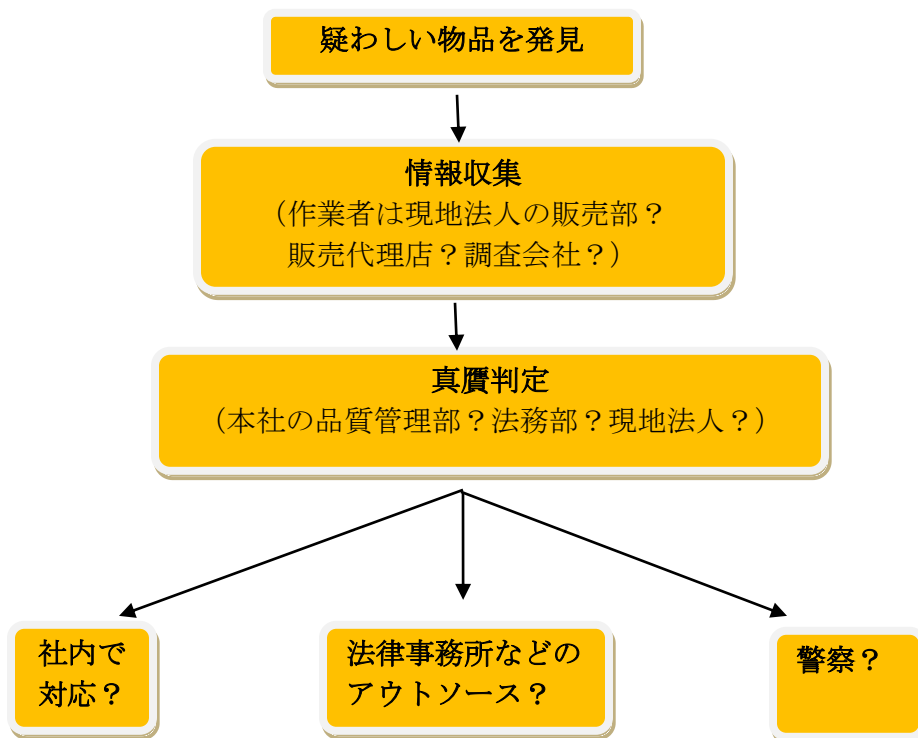 疑わしい物品を発見
情報収集
（作業者は現地法人の販売部？
販売代理店？調査会社？）
真贋判定
（本社の品質管理部？法務部？現地法人？）
社内で
対応？
法律事務所などの
アウトソース？
警察？